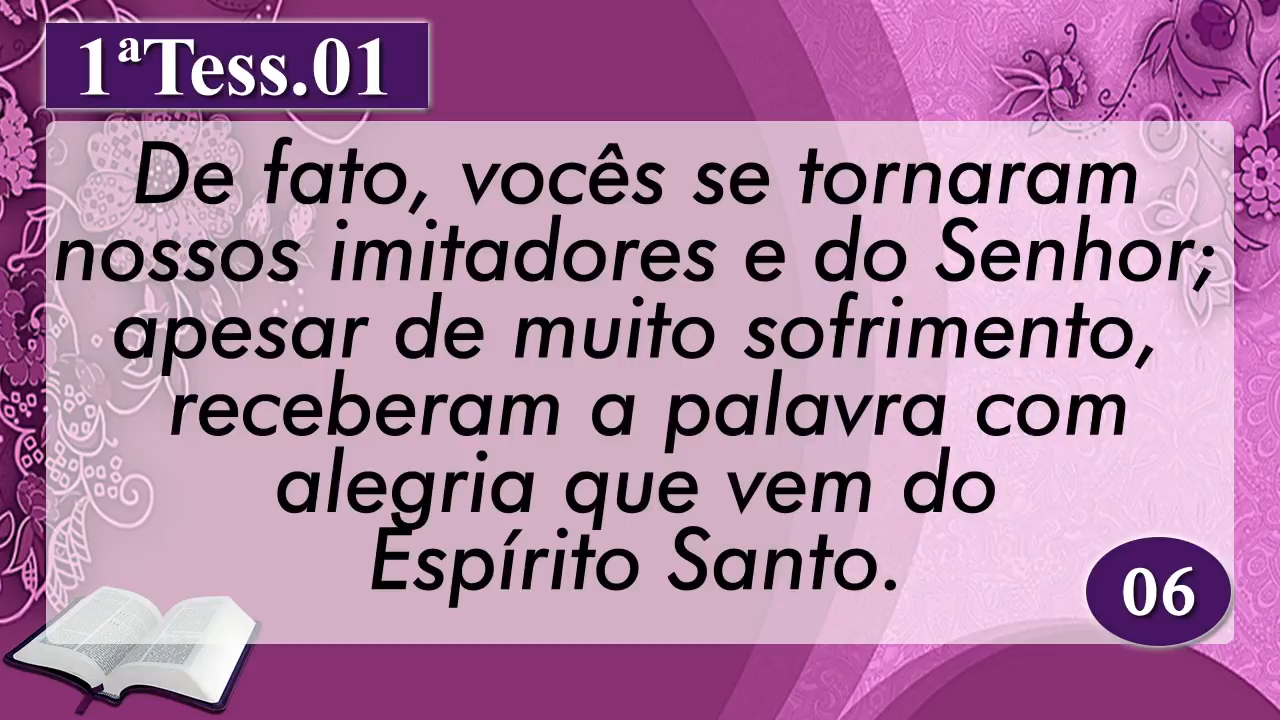 1ªTess.01
De fato, vocês se tornaram
nossos imitadores e do Senhor;
apesar de muito sofrimento,
receberam a palavra com
alegria que vem do
Espírito Santo.
06